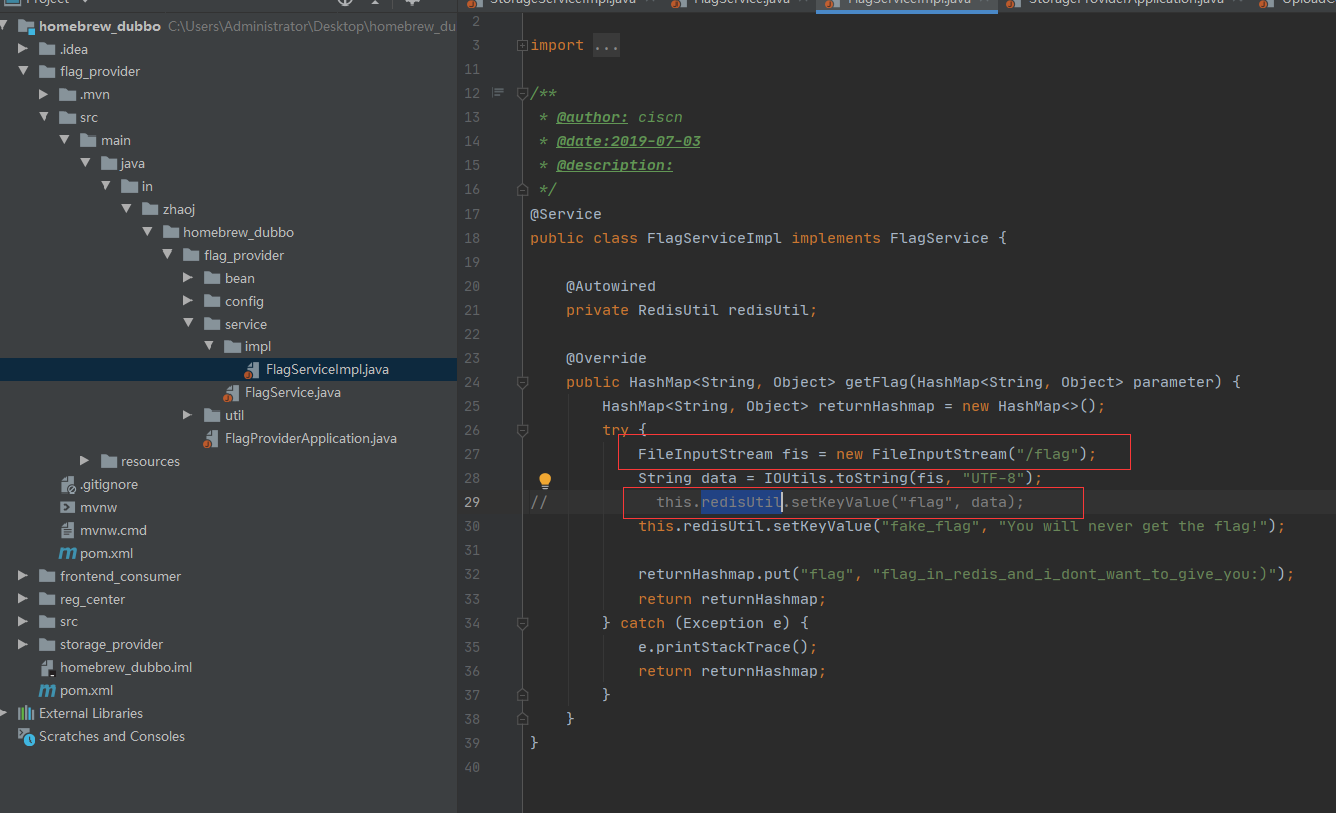 Project
homebrew_dubbo C:\Users\Administrator\Desktop\homebrew_du
.idea
flag_provider
.mvn
src
main
java
in
zhaoj
homebrew_dubbo
flag_provider
bean
config
service
impl
FlagServiceImpl.java
FlagService.java
util
FlagProviderApplication.java
resources
.gitignore
mvnw
mvnw.cmd
pom.xml
frontend_consumer
reg_center
src
storage_provider
homebrew_dubbo.iml
pom.xml
External Libraries
Scratches and Consoles
StorageServiceImpl.java FlagService.java FlagServiceImpl.java StorageProviderApplication.java
2
3 import ...
11
12 /**
13 * @author: ciscn
14 * @date:2019-07-03
15 * @description:
16 */
17 @Service
18 public class FlagServiceImpl implements FlagService {
19
20 @Autowired
21 private RedisUtil redisUtil;
22
23 @Override
24 public HashMap<String, Object> getFlag(HashMap<String, Object> parameter) {
25 HashMap<String, Object> returnHashmap = new HashMap<>();
26 try {
27 FileInputStream fis = new FileInputStream("/flag");
28 String data = IOUtils.toString(fis, "UTF-8");
29 // this.redisUtil.setKeyValue("flag", data);
30 this.redisUtil.setKeyValue("fake_flag", "You will never get the flag!");
31
32 returnHashmap.put("flag", "flag_in_redis_and_i_dont_want_to_give_you:)");
33 return returnHashmap;
34 } catch (Exception e) {
35 e.printStackTrace();
36 return returnHashmap;
37 }
38 }
39 }
40